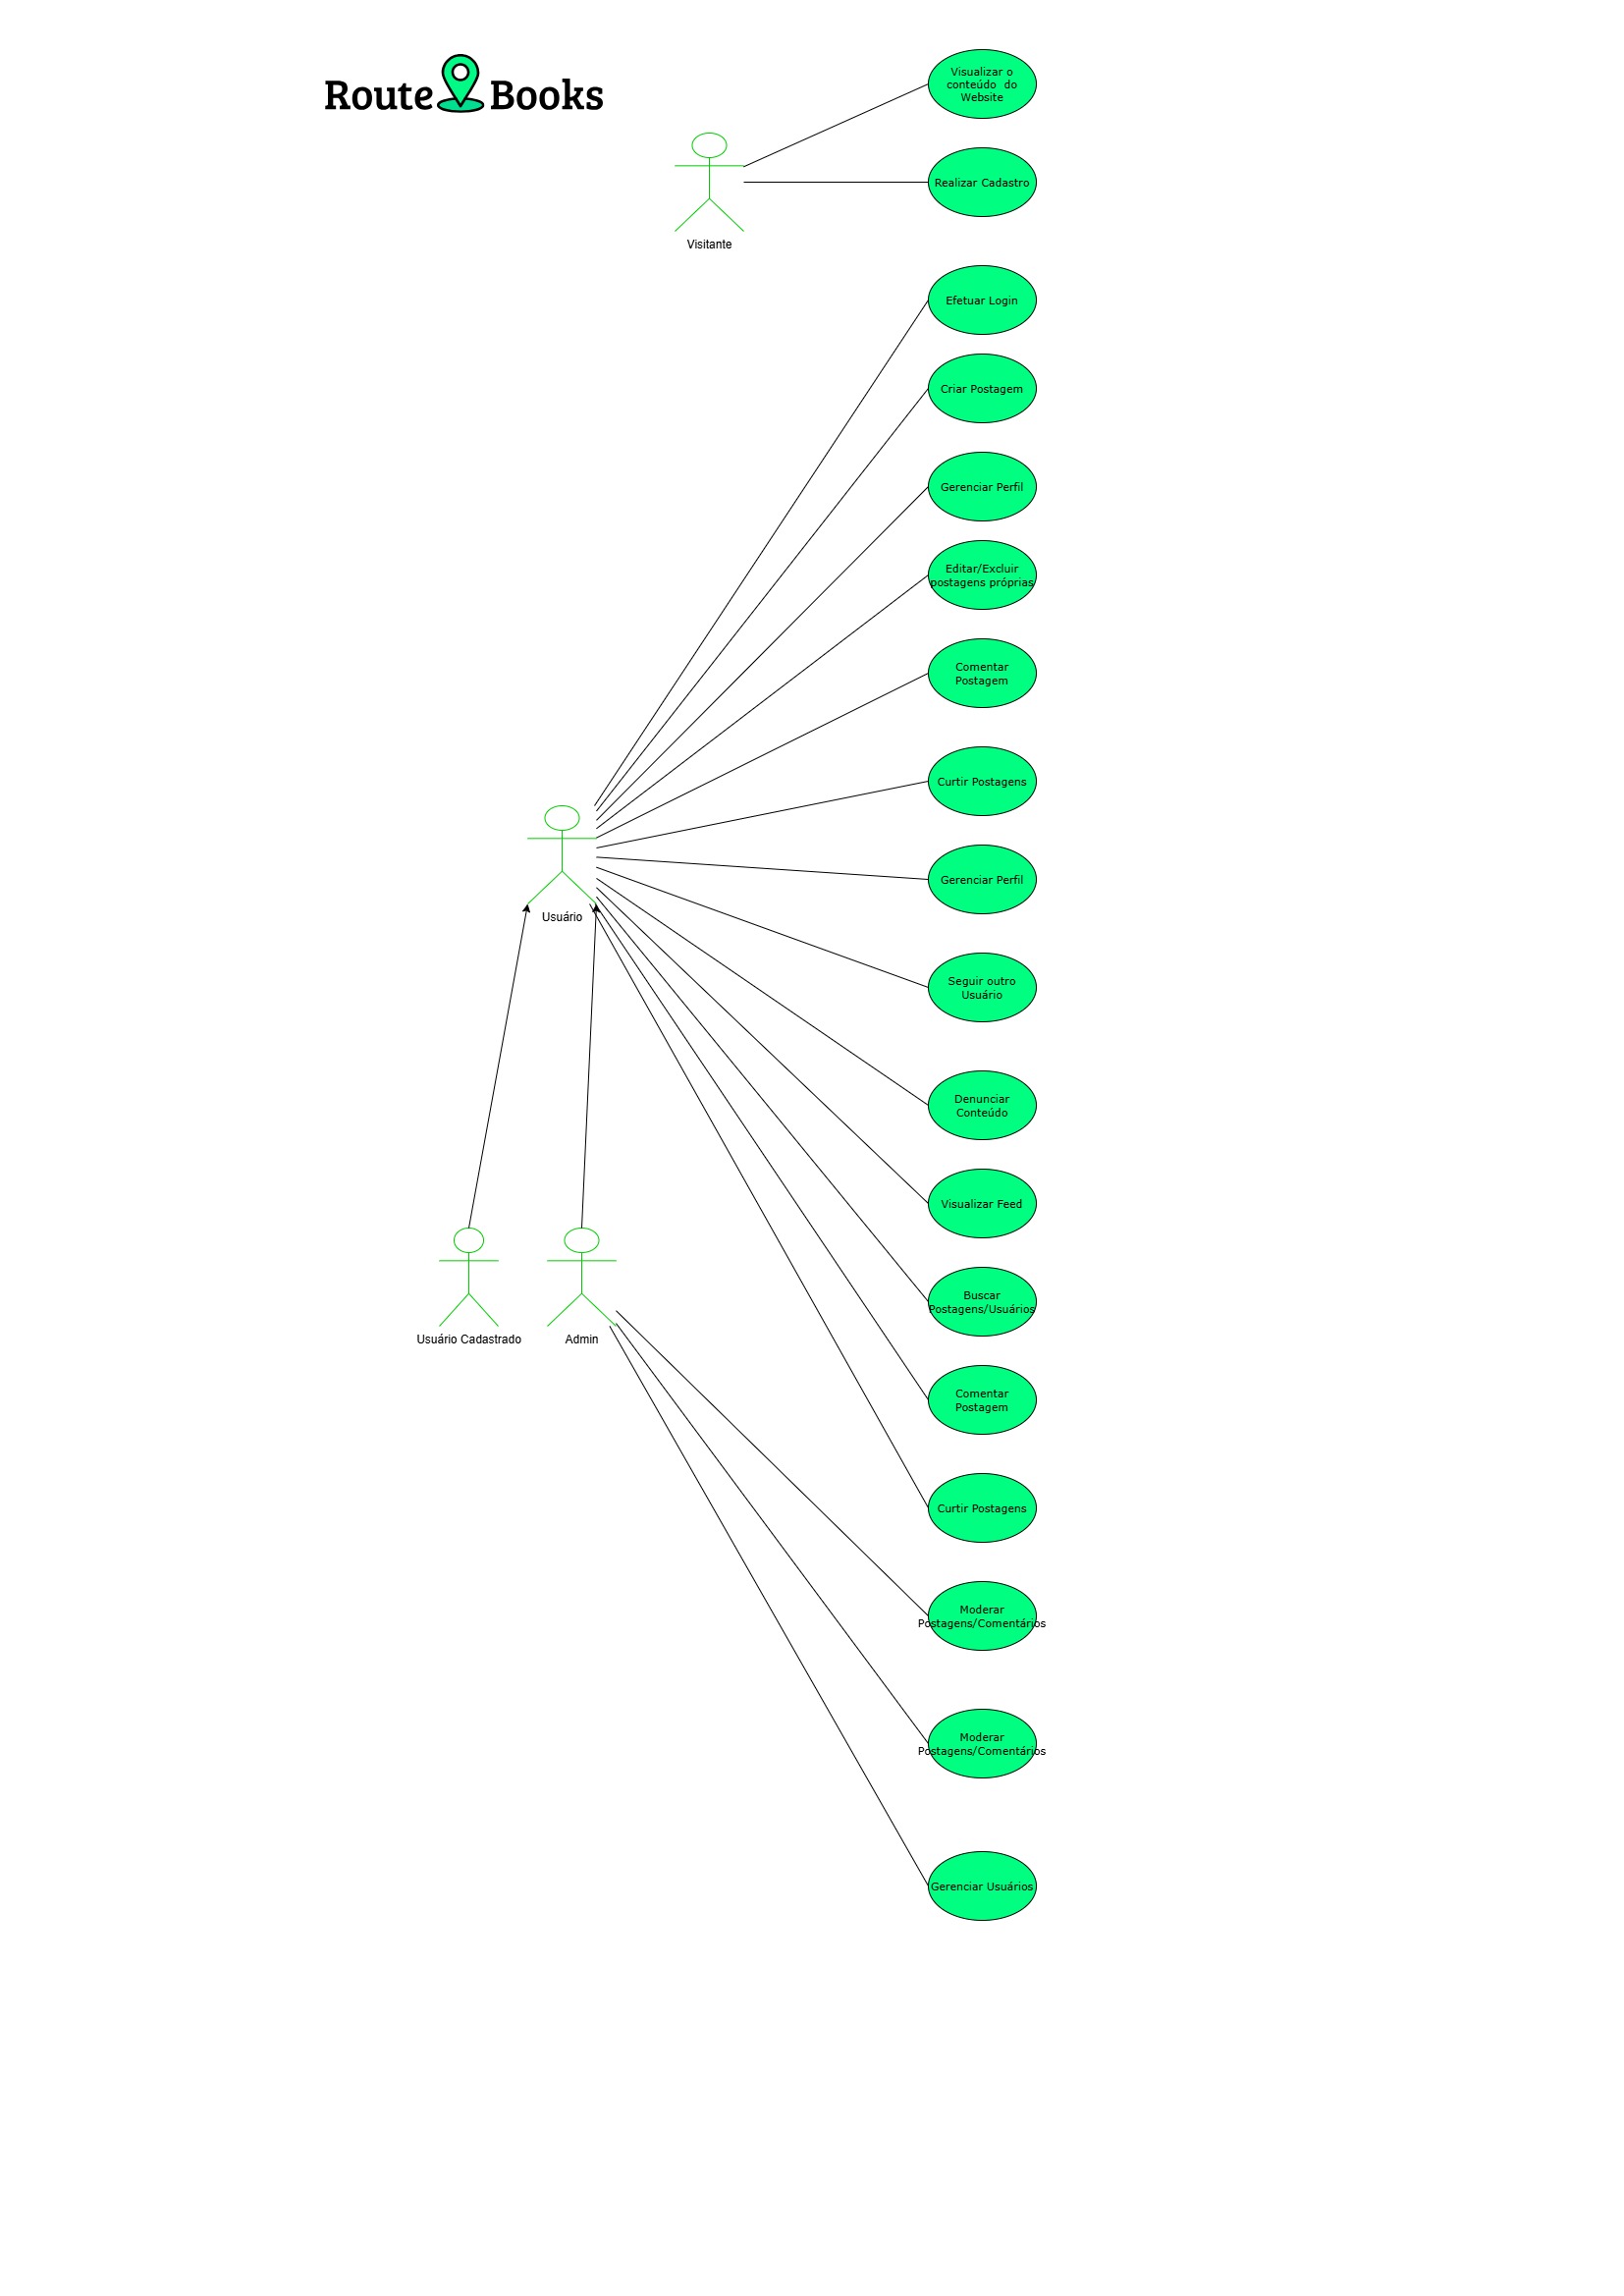 Route Books
Visualizar o
conteúdo do
Website
Realizar Cadastro
Visitante
Efetuar Login
Criar Postagem
Gerenciar Perfil
Editar/Excluir
postagens próprias
Comentar
Postagem
Curtir Postagens
Gerenciar Perfil
Usuário
Seguir outro
Usuário
Denunciar
Conteúdo
Visualizar Feed
Buscar
Postagens/Usuários
Usuário Cadastrado
Admin
Comentar
Postagem
Curtir Postagens
Moderar
Postagens/Comentários
Moderar
Postagens/Comentários
Gerenciar Usuários